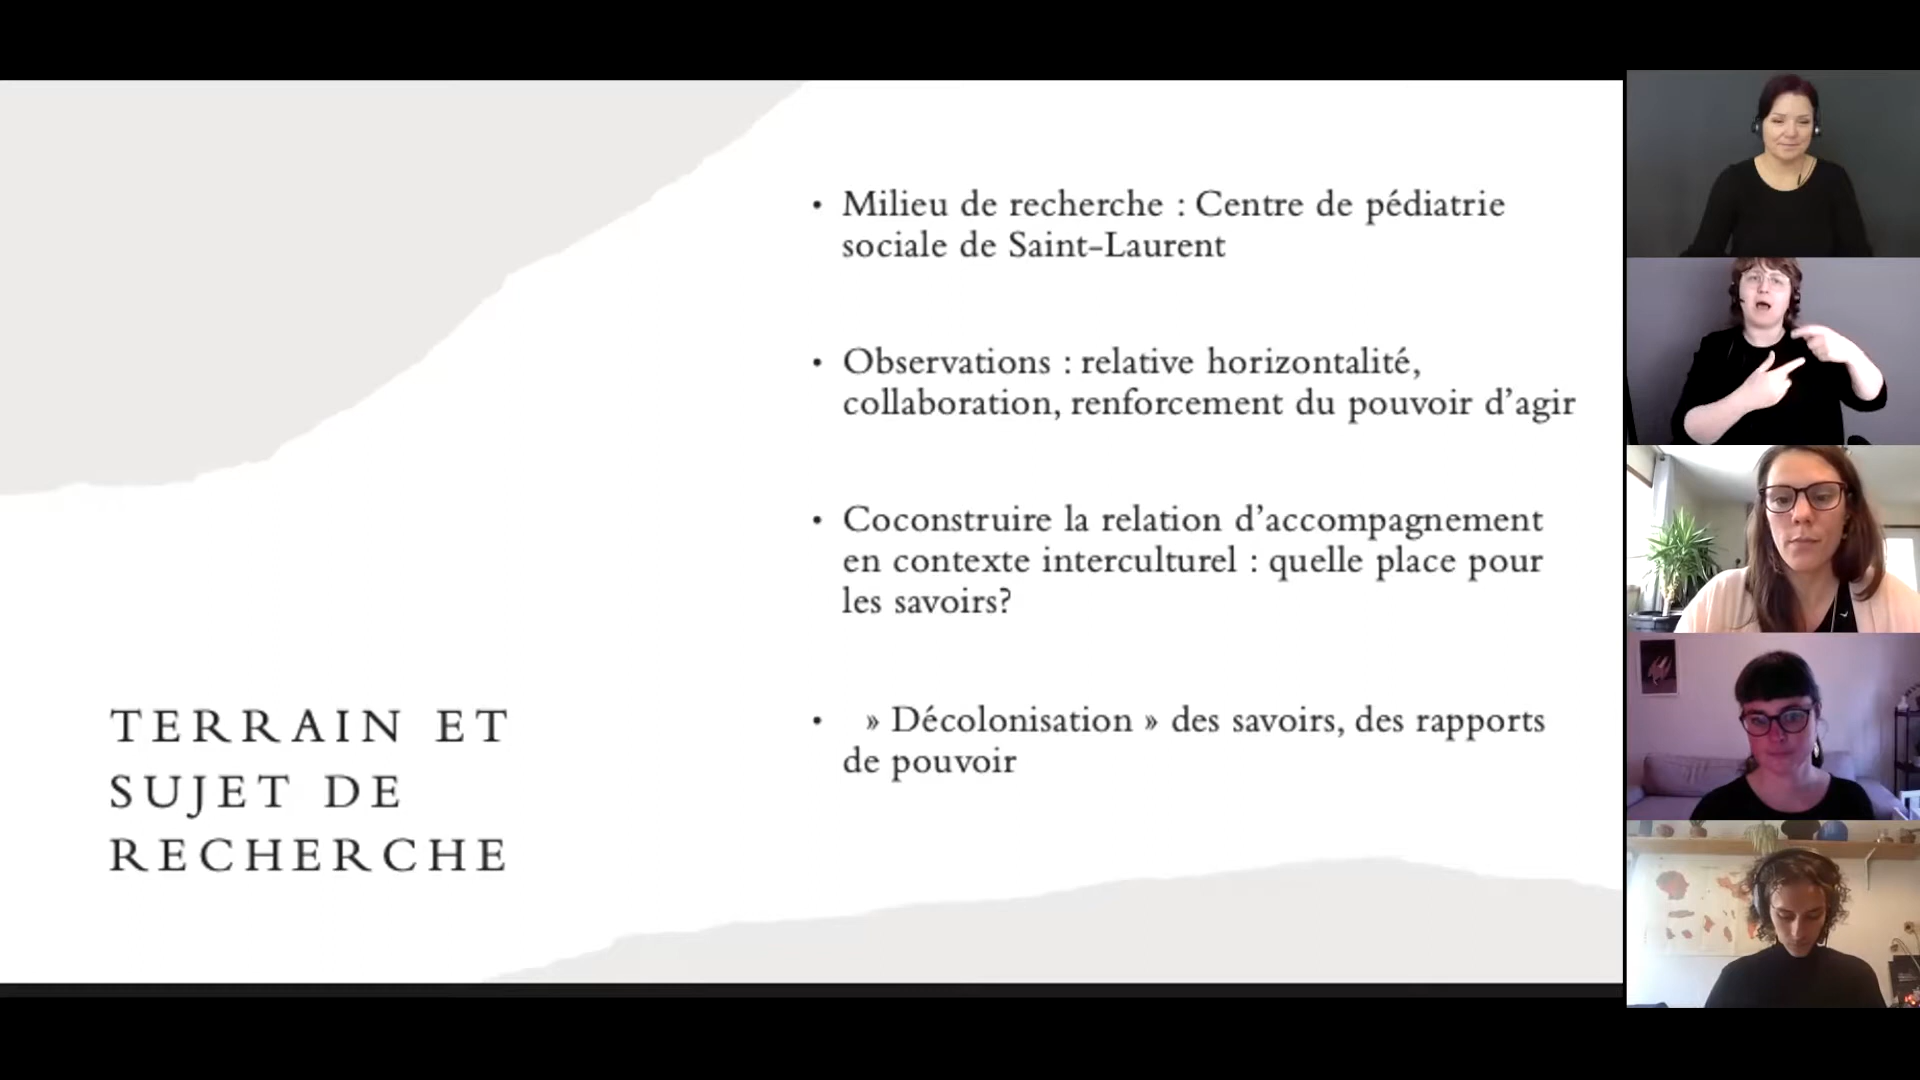 TERRAIN ET
SUJET DE
RECHERCHE
• Milieu de recherche : Centre de pédiatrie
sociale de Saint-Laurent
• Observations : relative horizontalité,
collaboration, renforcement du pouvoir d’agir
• Coconstruire la relation d’accompagnement
en contexte interculturel : quelle place pour
les savoirs?
• » Décolonisation » des savoirs, des rapports
de pouvoir